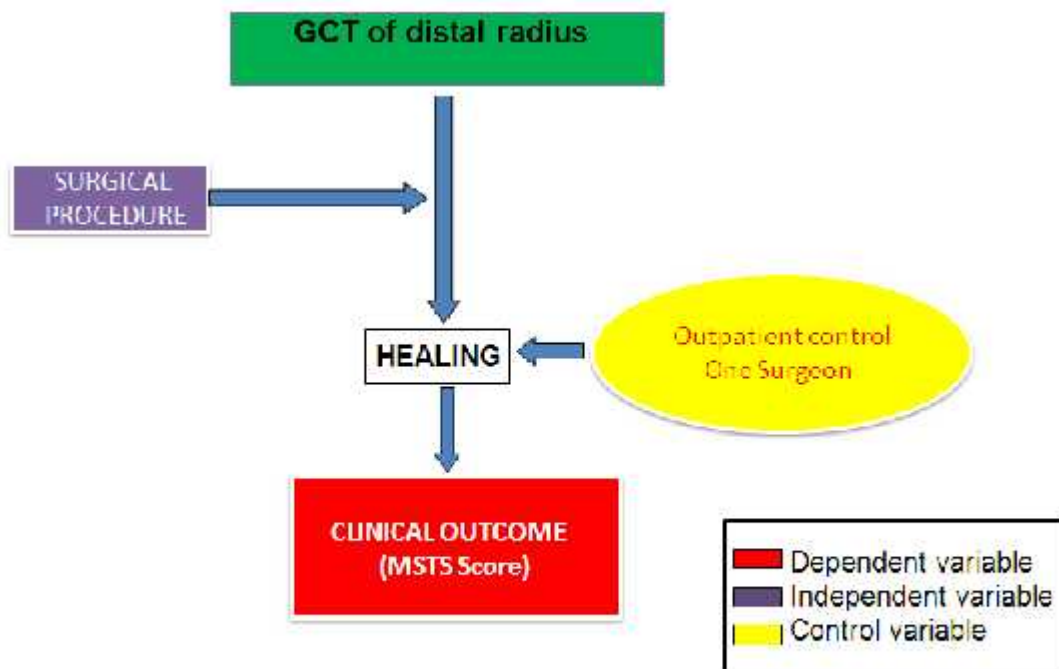 GCT of distal radius
SURGICAL
PROCEDURE
HEALING
Outpatient control
One Surgeon
CLINICAL OUTCOME
(MSTS Score)
Dependent variable
Independent variable
Control variable